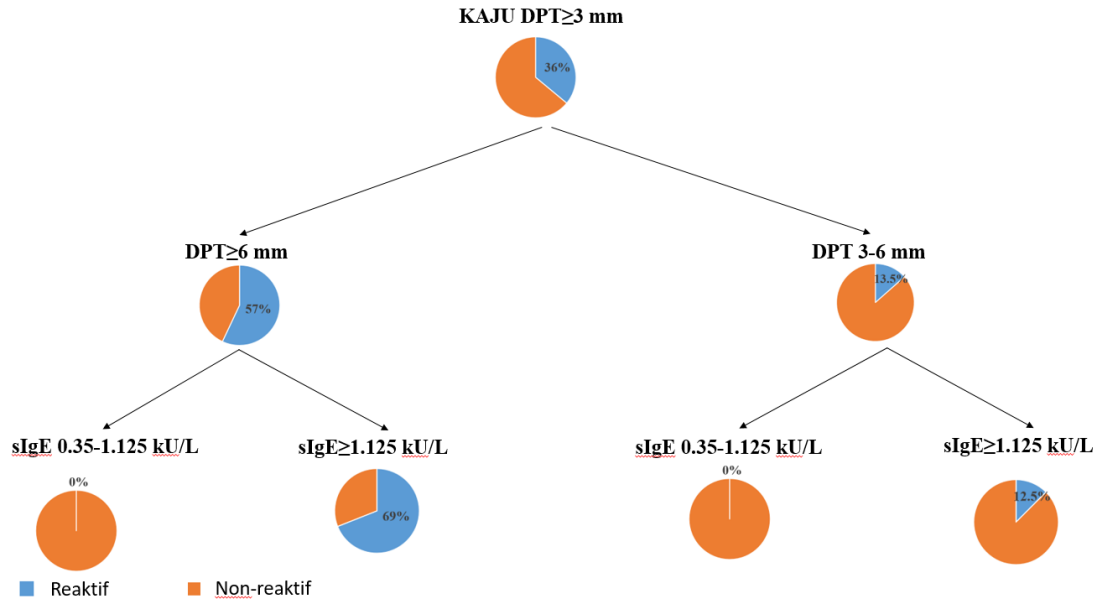 KAJU DPT≥3 mm
36%
DPT≥6 mm
57%
DPT 3-6 mm
13.5%
sIgE 0.35-1.125 kU/L
0%
sIgE≥1.125 kU/L
69%
sIgE 0.35-1.125 kU/L
0%
sIgE≥1.125 kU/L
12.5%
Reaktif
Non-reaktif